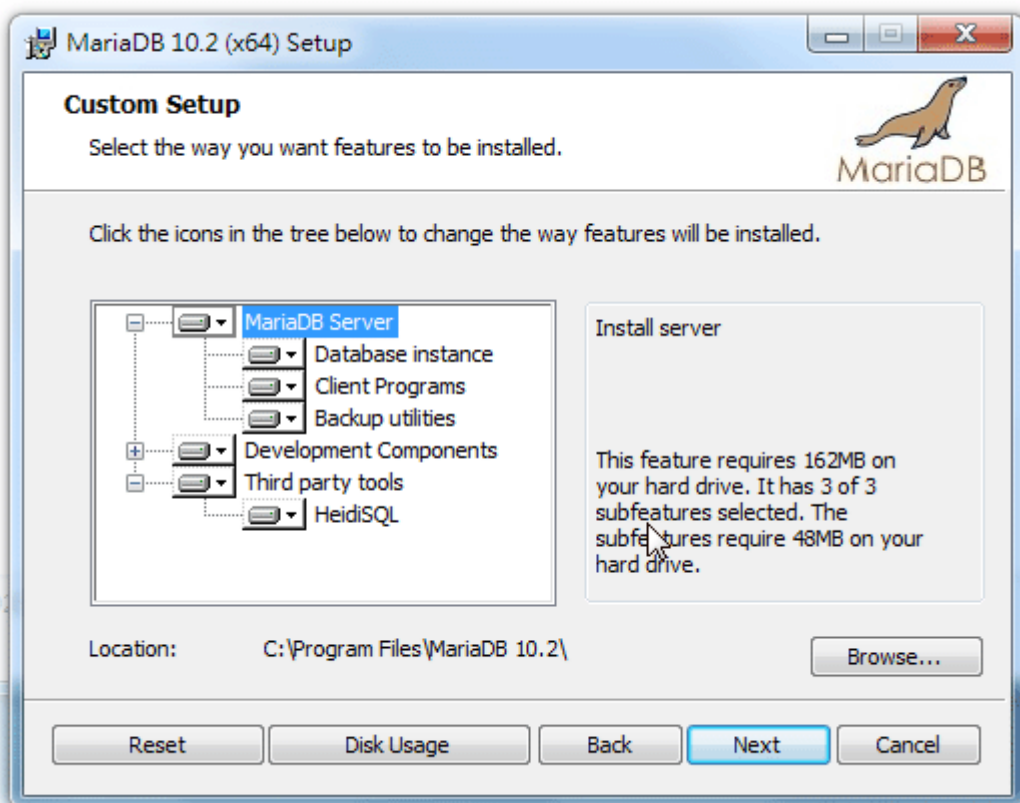 MariaDB 10.2 (x64) Setup
Custom Setup
Select the way you want features to be installed.
MariaDB
Click the icons in the tree below to change the way features will be installed.
MariaDB Server
Database instance
Client Programs
Backup utilities
Development Components
Third party tools
HeidiSQL
Install server
This feature requires 162MB on
your hard drive. It has 3 of 3
subfeatures selected. The
subfeatures require 48MB on your
hard drive.
Location: C:\Program Files\MariaDB 10.2\
Browse...
Reset Disk Usage Back Next Cancel